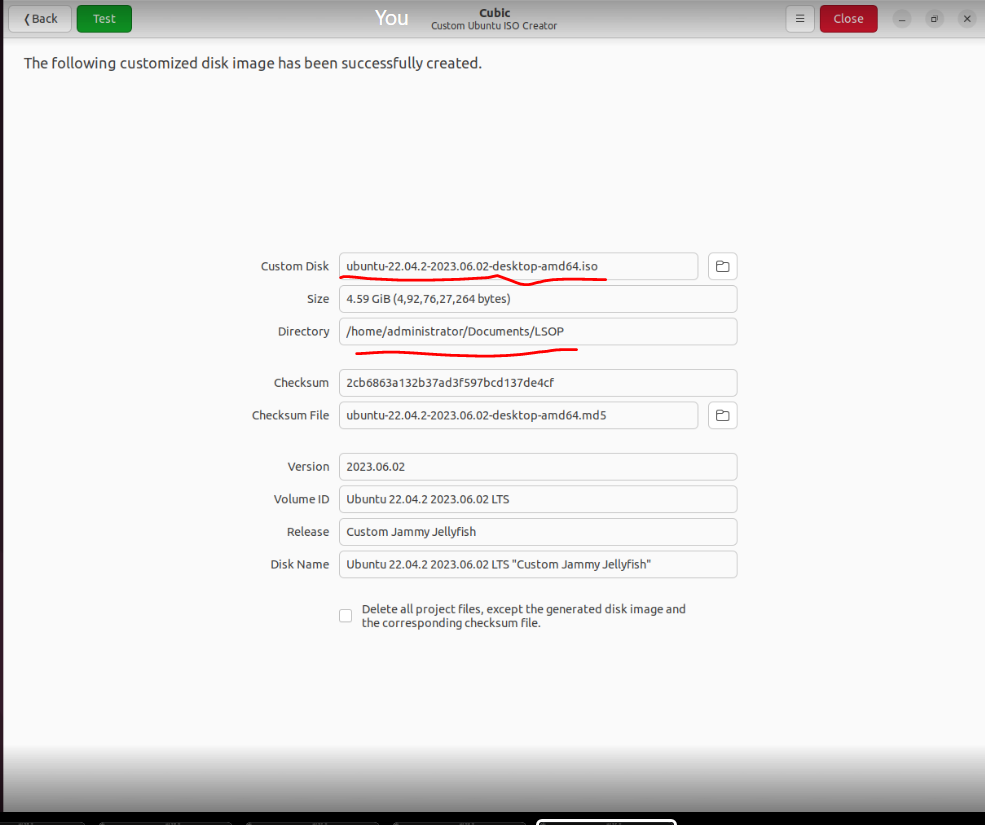 Back
Test
You
Cubic
Custom Ubuntu ISO Creator
Close
The following customized disk image has been successfully created.
Custom Disk ubuntu-22.04.2-2023.06.02-desktop-amd64.iso
Size 4.59 GiB (4,92,76,27,264 bytes)
Directory /home/administrator/Documents/LSOP
Checksum 2cb6863a132b37ad3f597bcd137de4cf
Checksum File ubuntu-22.04.2-2023.06.02-desktop-amd64.md5
Version 2023.06.02
Volume ID Ubuntu 22.04.2 2023.06.02 LTS
Release Custom Jammy Jellyfish
Disk Name Ubuntu 22.04.2 2023.06.02 LTS "Custom Jammy Jellyfish"
Delete all project files, except the generated disk image and
the corresponding checksum file.